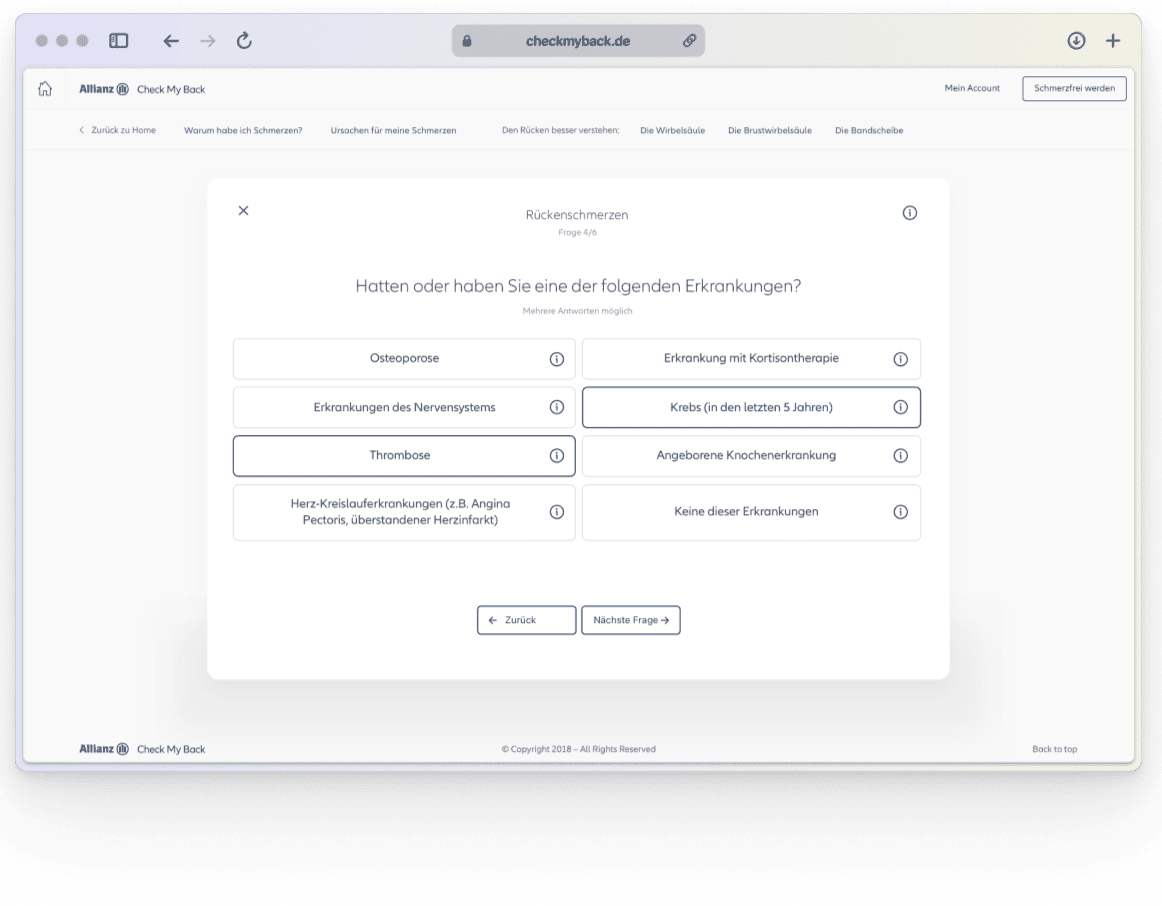 checkmyback.de
Allianz Check My Back
Mein Account
Schmerzfrei werden
Zurück zu Home
Warum habe ich Schmerzen?
Ursachen für meine Schmerzen
Den Rücken besser verstehen:
Die Wirbelsäule
Die Brustwirbelsäule
Die Bandscheibe
Rückenschmerzen
Frage 4/6
Hatten oder haben Sie eine der folgenden Erkrankungen?
Mehrere Antworten möglich
Osteoporose
Erkrankung mit Kortisontherapie
Erkrankungen des Nervensystems
Krebs (in den letzten 5 Jahren)
Thrombose
Angeborene Knochenerkrankung
Herz-Kreislauferkrankungen (z.B. Angina
Pectoris, überstandener Herzinfarkt)
Keine dieser Erkrankungen
← Zurück
Nächste Frage →
Allianz Check My Back
© Copyright 2018 – All Rights Reserved
Back to top